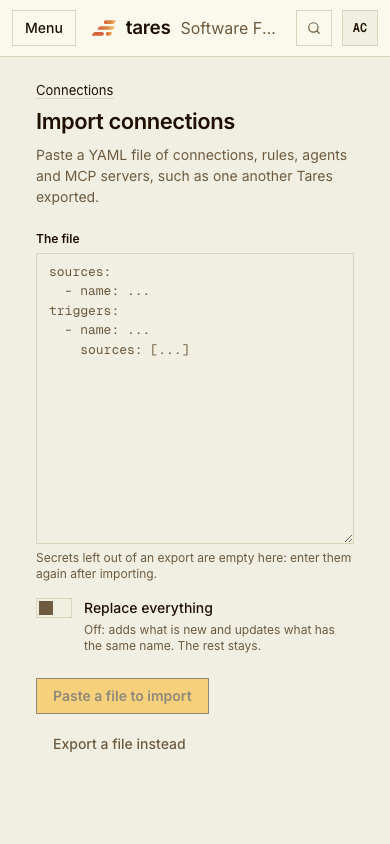 Menu
tares Software F...
AC
Connections
Import connections
Paste a YAML file of connections, rules, agents
and MCP servers, such as one another Tares
exported.
The file
sources:
  - name: ...
triggers:
  - name: ...
    sources: [...]
Secrets left out of an export are empty here: enter them
again after importing.
Replace everything
Off: adds what is new and updates what has
the same name. The rest stays.
Paste a file to import
Export a file instead